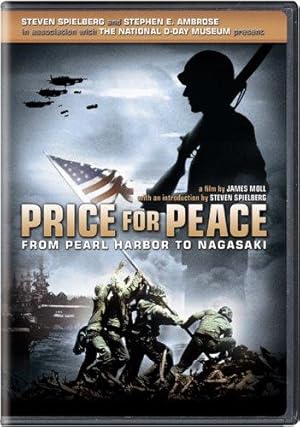 STEVEN SPIELBERG and STEPHEN E. AMBROSE
in association with THE NATIONAL D-DAY MUSEUM present
a film by JAMES MOLL
with an introduction by STEVEN SPIELBERG
PRICE FOR PEACE
FROM PEARL HARBOR TO NAGASAKI